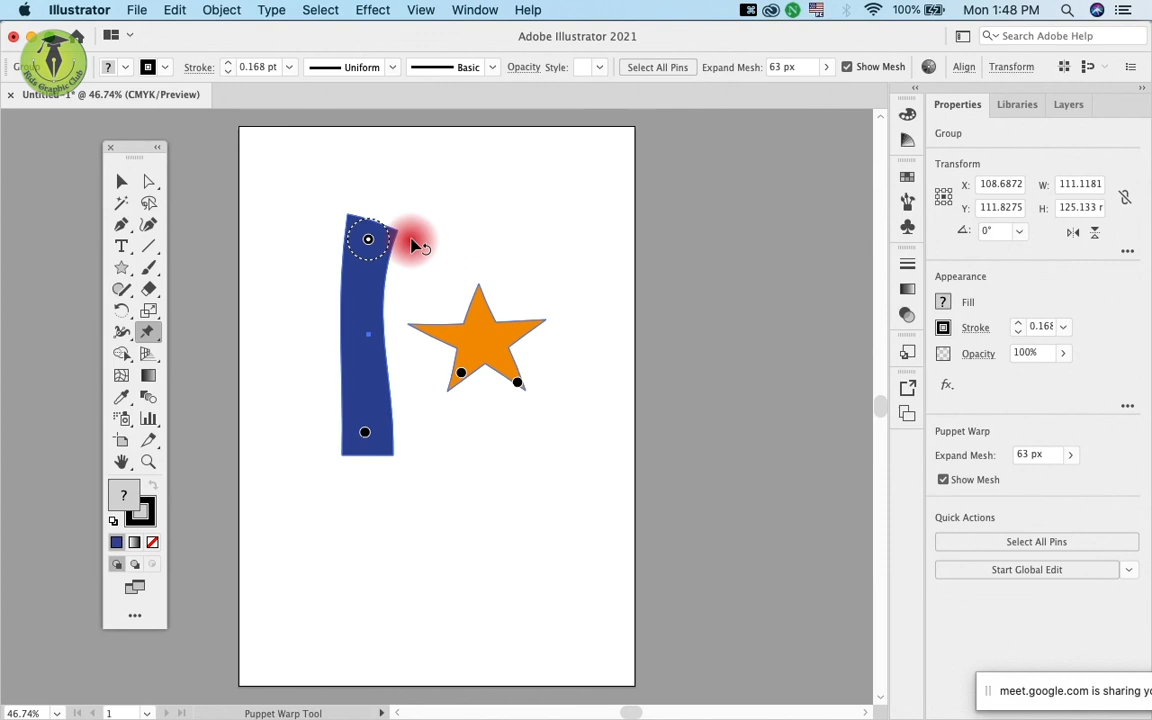 Illustrator File Edit Object Type Select Effect View Window Help 100% Mon 1:48 PM
Adobe Illustrator 2021 Search Adobe Help
? Stroke: 0.168 pt Uniform Basic Opacity Style: Select All Pins Expand Mesh: 63 px Show Mesh Align Transform
Kids Graphic Club
@ 46.74% (CMYK/Preview)
Properties Libraries Layers
Group
Transform
X: 108.6872 W: 111.1181
Y: 111.8275 H: 125.133 r
0°
Appearance
? Fill
Stroke 0.168
Opacity 100%
fx.
Puppet Warp
Expand Mesh: 63 px
Show Mesh
Quick Actions
Select All Pins
Start Global Edit
T
?
meet.google.com is sharing yo
46.74% 1 Puppet Warp Tool